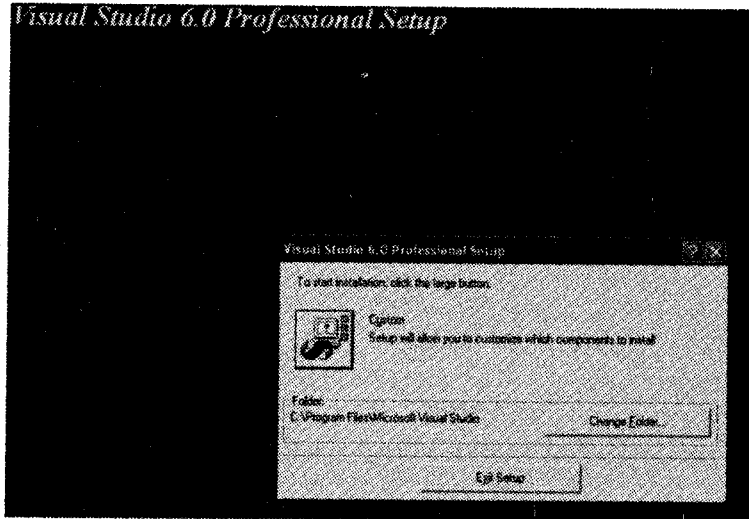 Visual Studio 6.0 Professional Setup
Visual Studio 6.0 Professional Setup
To start installation, click the large button.
Custom
Setup will allow you to customize which components to install
Folder:
C:\Program Files\Microsoft Visual Studio
Change Folder...
Exit Setup